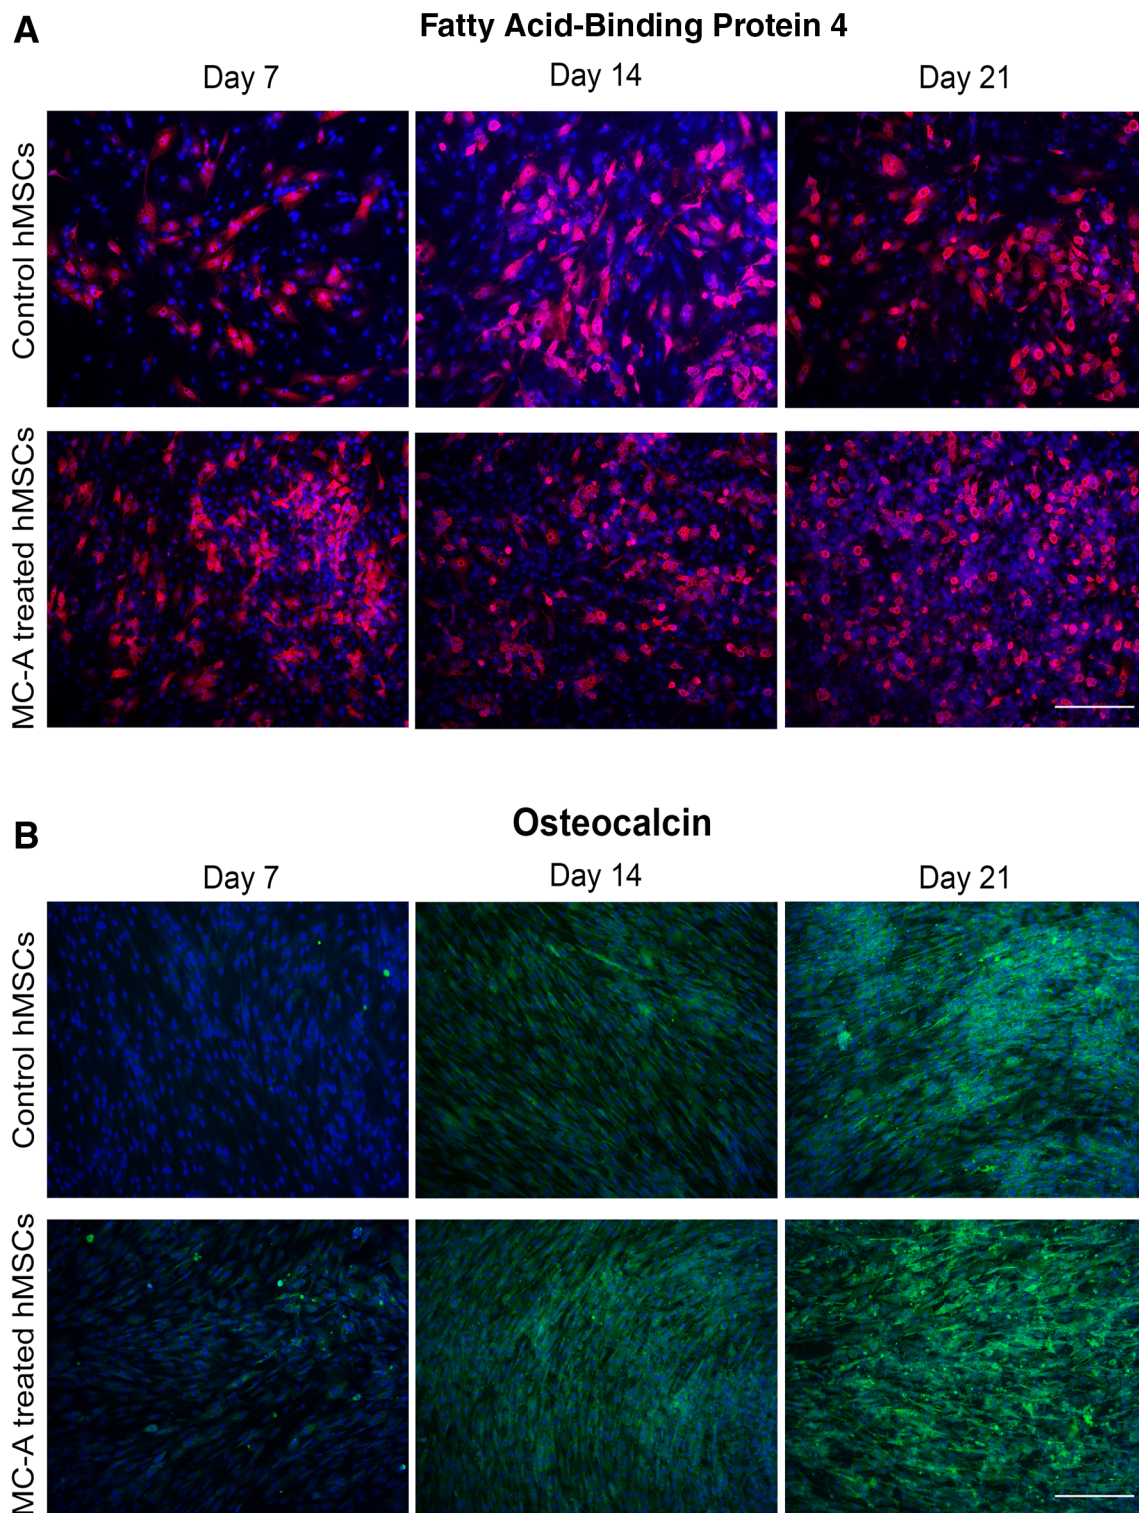 A
Fatty Acid-Binding Protein 4
Day 7
Day 14
Day 21
Control hMSCs
MC-A treated hMSCs
B
Osteocalcin
Day 7
Day 14
Day 21
Control hMSCs
MC-A treated hMSCs